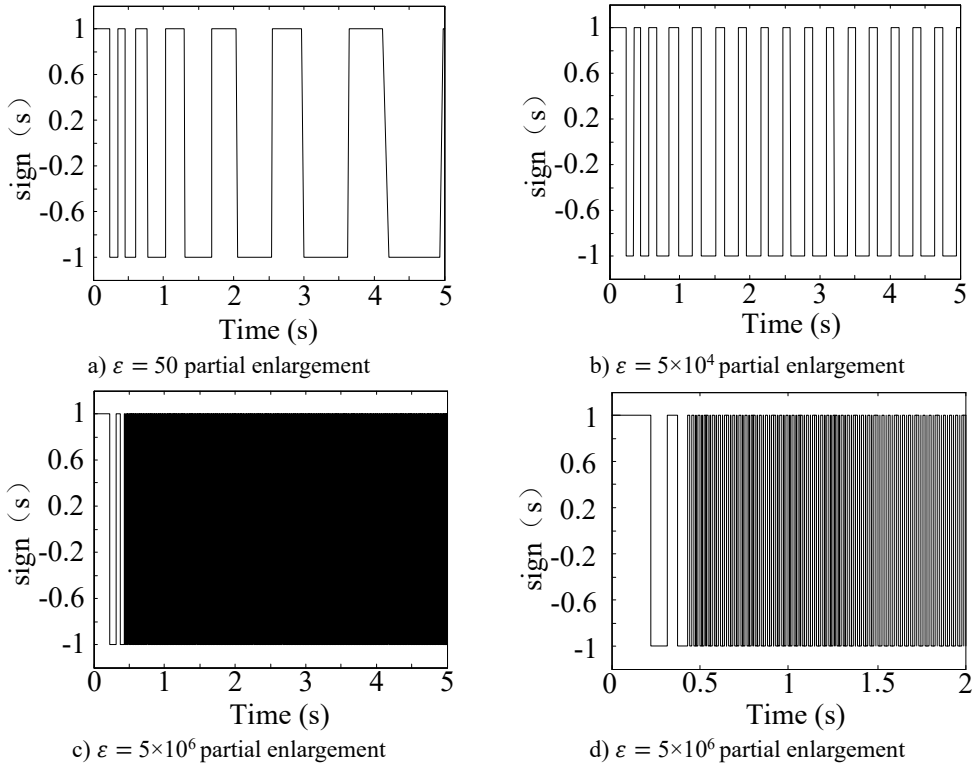 1
0.6
0.2
-0.2
-0.6
-1
sign（s）
0 1 2 3 4 5
Time (s)
a) ε = 50 partial enlargement
1
0.6
0.2
-0.2
-0.6
-1
sign（s）
0 1 2 3 4 5
Time (s)
b) ε = 5×10⁴ partial enlargement
1
0.6
0.2
-0.2
-0.6
-1
sign（s）
0 1 2 3 4 5
Time (s)
c) ε = 5×10⁶ partial enlargement
1
0.6
0.2
-0.2
-0.6
-1
sign（s）
0 0.5 1 1.5 2
Time (s)
d) ε = 5×10⁶ partial enlargement